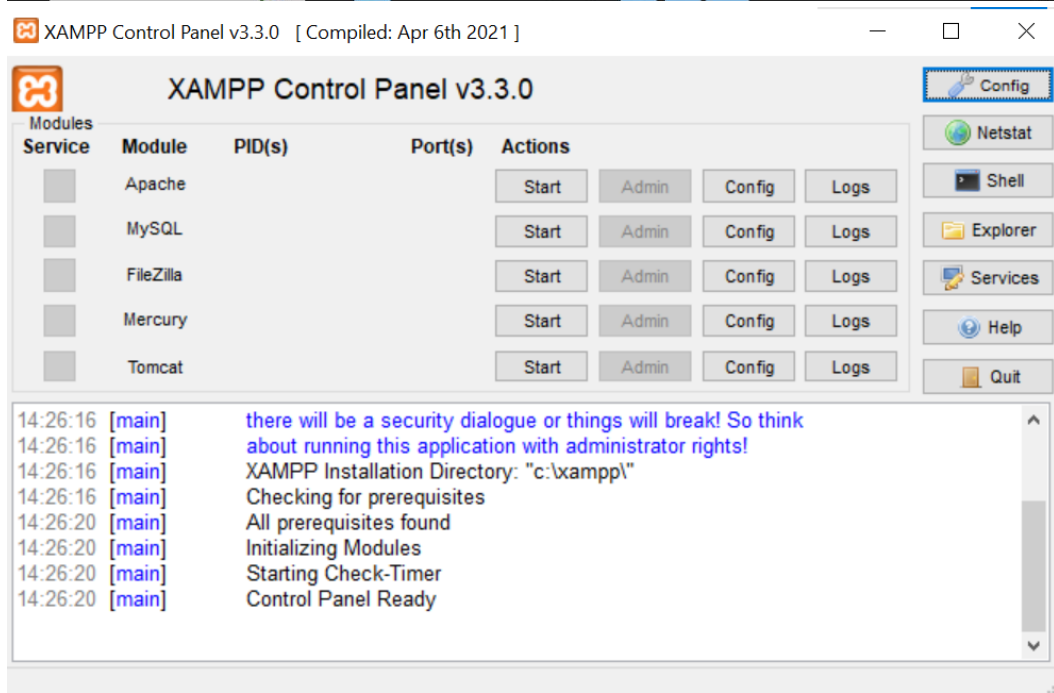 XAMPP Control Panel v3.3.0 [ Compiled: Apr 6th 2021 ]
XAMPP Control Panel v3.3.0
Config
Modules
Netstat
Service Module PID(s) Port(s) Actions
Apache Start Admin Config Logs
Shell
MySQL Start Admin Config Logs
Explorer
FileZilla Start Admin Config Logs
Services
Mercury Start Admin Config Logs
Help
Tomcat Start Admin Config Logs
Quit
14:26:16 [main] there will be a security dialogue or things will break! So think
14:26:16 [main] about running this application with administrator rights!
14:26:16 [main] XAMPP Installation Directory: "c:\xampp\"
14:26:16 [main] Checking for prerequisites
14:26:20 [main] All prerequisites found
14:26:20 [main] Initializing Modules
14:26:20 [main] Starting Check-Timer
14:26:20 [main] Control Panel Ready